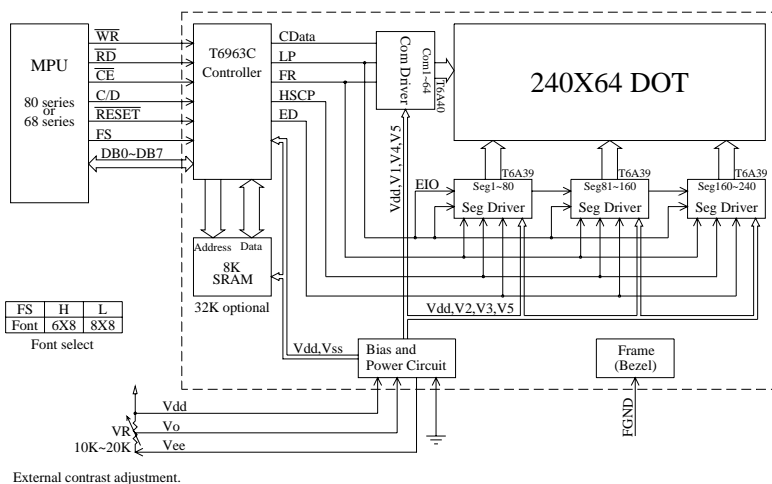 MPU
80 series
or
68 series
WR
RD
CE
C/D
RESET
FS
DB0~DB7
T6963C
Controller
CData
LP
FR
HSCP
ED
Com Driver
Com1~64
T6A40
240X64 DOT
Vdd,V1,V4,V5
EIO
T6A39
Seg1~80
Seg Driver
T6A39
Seg81~160
Seg Driver
T6A39
Seg160~240
Seg Driver
Address
Data
8K
SRAM
32K optional
FS H L
Font 6X8 8X8
Font select
Vdd,V2,V3,V5
Vdd,Vss
Bias and
Power Circuit
Frame
(Bezel)
FGND
Vdd
Vo
Vee
VR
10K~20K
External contrast adjustment.